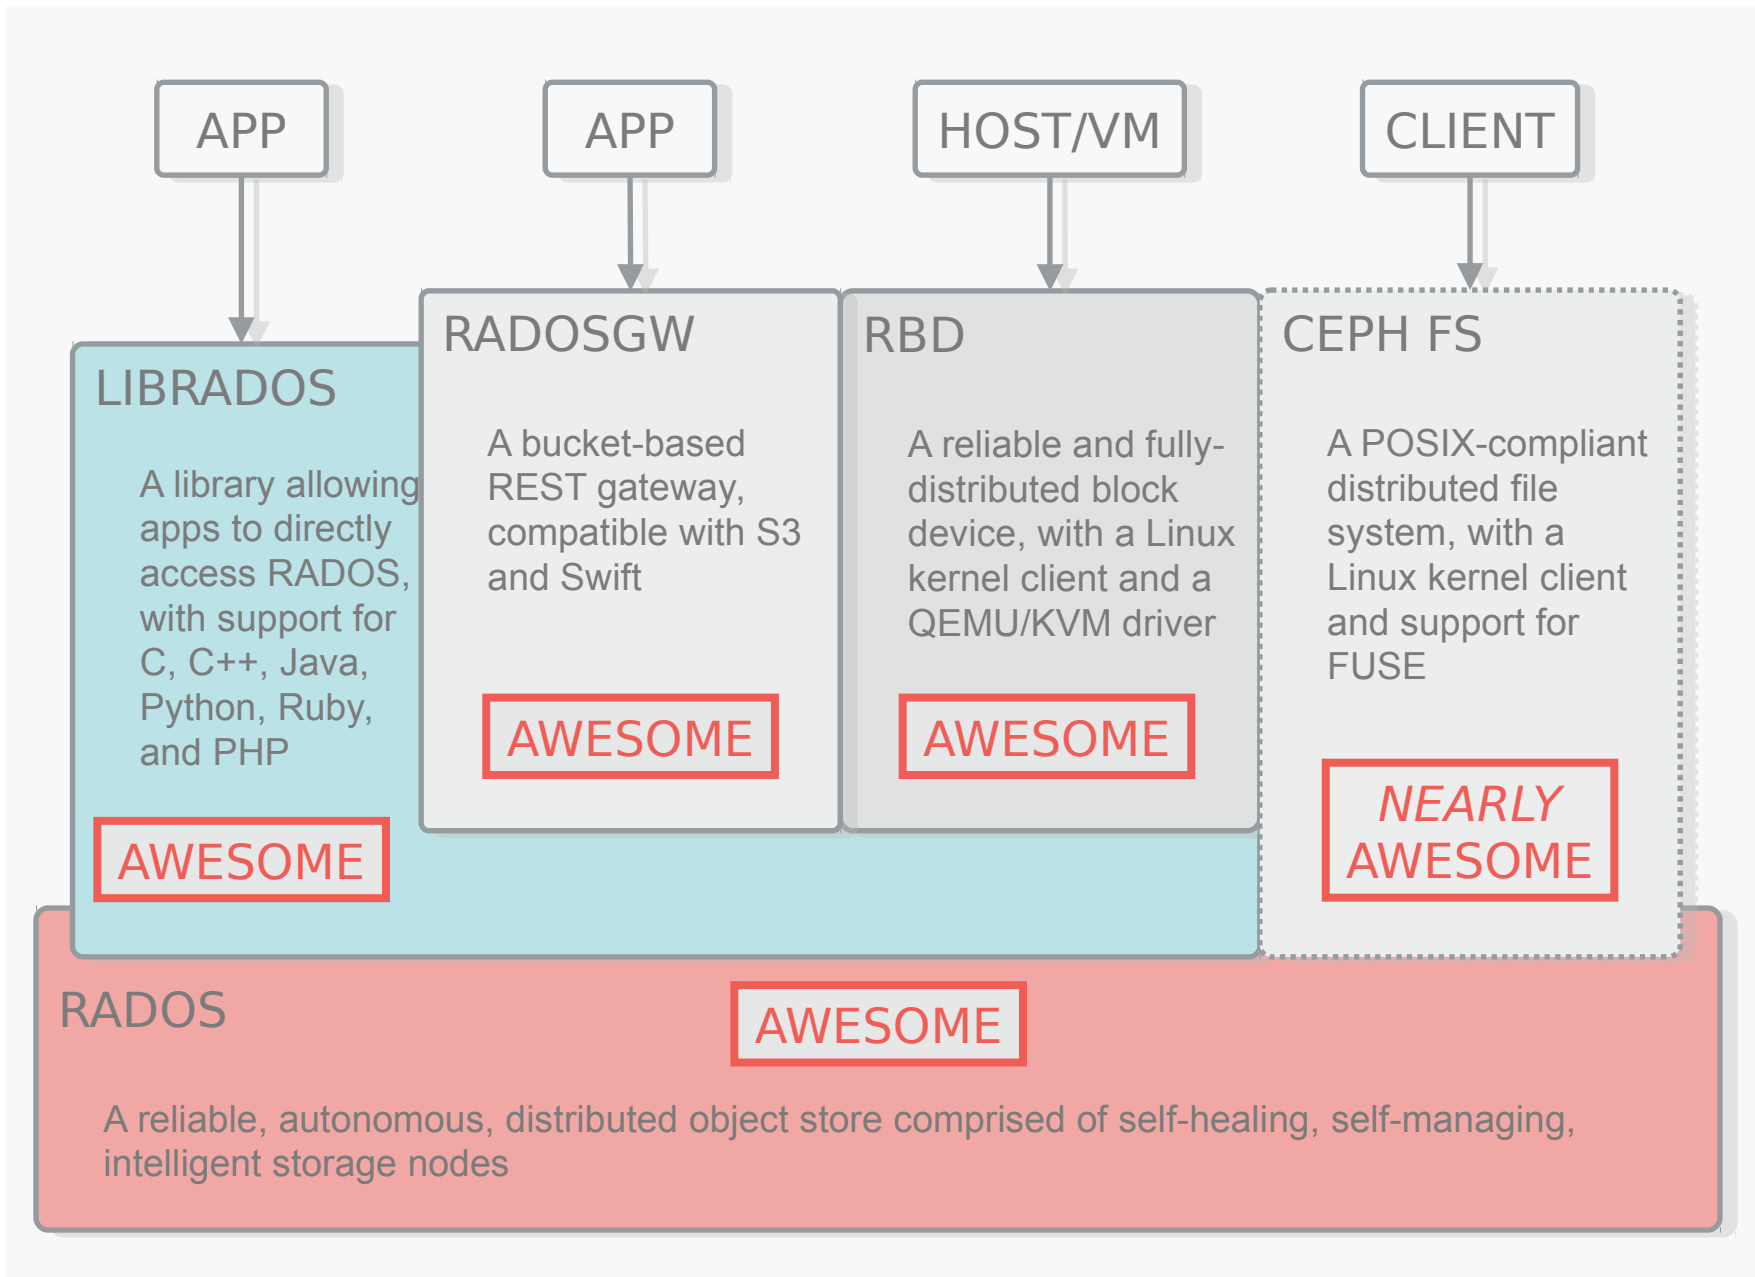 APP
APP
HOST/VM
CLIENT
LIBRADOS
A library allowing
apps to directly
access RADOS,
with support for
C, C++, Java,
Python, Ruby,
and PHP
AWESOME
RADOSGW
A bucket-based
REST gateway,
compatible with S3
and Swift
AWESOME
RBD
A reliable and fully-
distributed block
device, with a Linux
kernel client and a
QEMU/KVM driver
AWESOME
CEPH FS
A POSIX-compliant
distributed file
system, with a
Linux kernel client
and support for
FUSE
NEARLY
AWESOME
RADOS
AWESOME
A reliable, autonomous, distributed object store comprised of self-healing, self-managing,
intelligent storage nodes